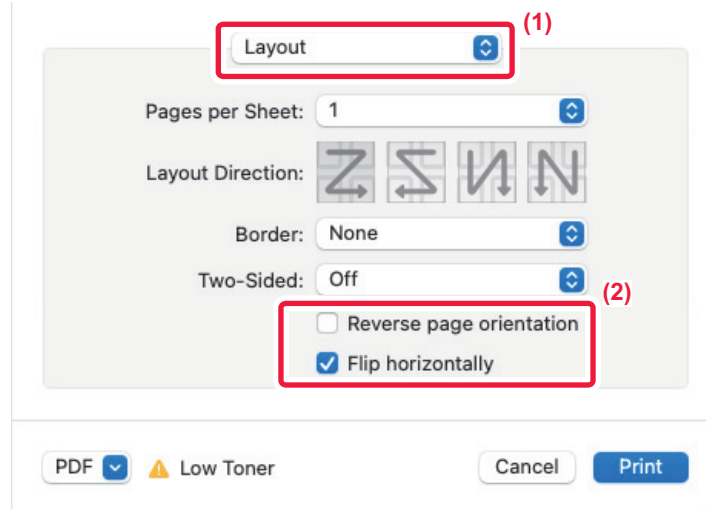 (1)
Layout
Pages per Sheet: 1
Layout Direction:
Border: None
Two-Sided: Off
(2)
Reverse page orientation
Flip horizontally
PDF Low Toner Cancel Print